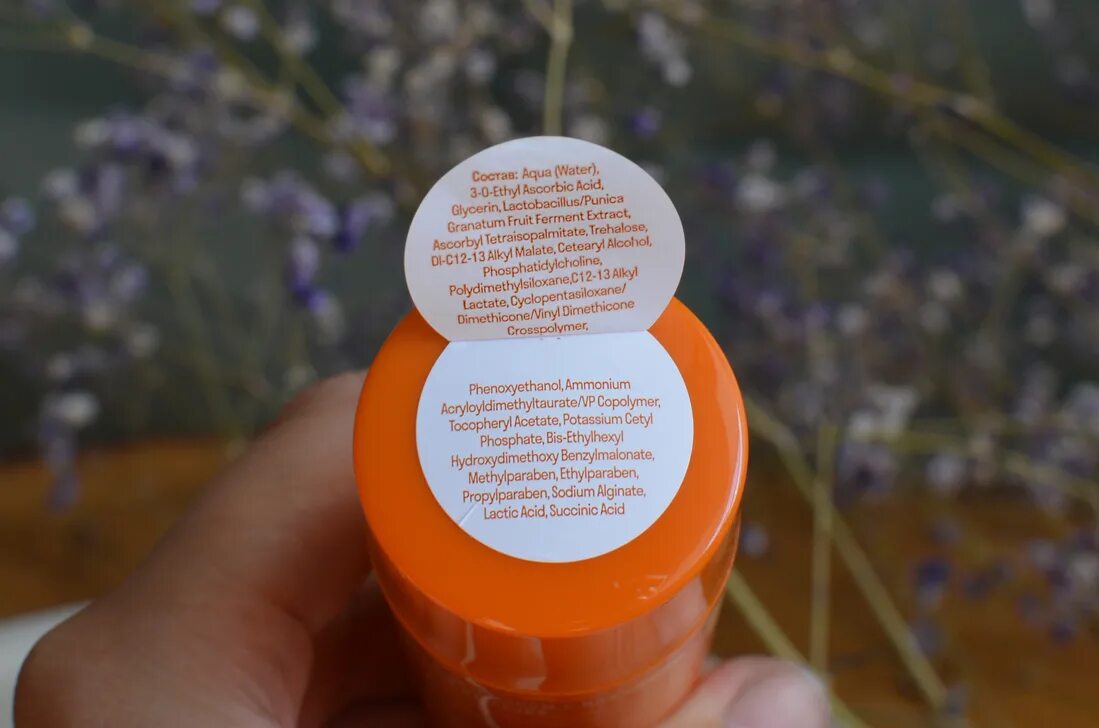 Состав: Aqua (Water),
3-O-Ethyl Ascorbic Acid,
Glycerin, Lactobacillus/Punica
Granatum Fruit Ferment Extract,
Ascorbyl Tetraisopalmitate, Trehalose,
DI-C12-13 Alkyl Malate, Cetearyl Alcohol,
Phosphatidylcholine,
Polydimethylsiloxane,C12-13 Alkyl
Lactate, Cyclopentasiloxane/
Dimethicone/Vinyl Dimethicone
Crosspolymer,
Phenoxyethanol, Ammonium
Acryloyldimethyltaurate/VP Copolymer,
Tocopheryl Acetate, Potassium Cetyl
Phosphate, Bis-Ethylhexyl
Hydroxydimethoxy Benzylmalonate,
Methylparaben, Ethylparaben,
Propylparaben, Sodium Alginate,
Lactic Acid, Succinic Acid